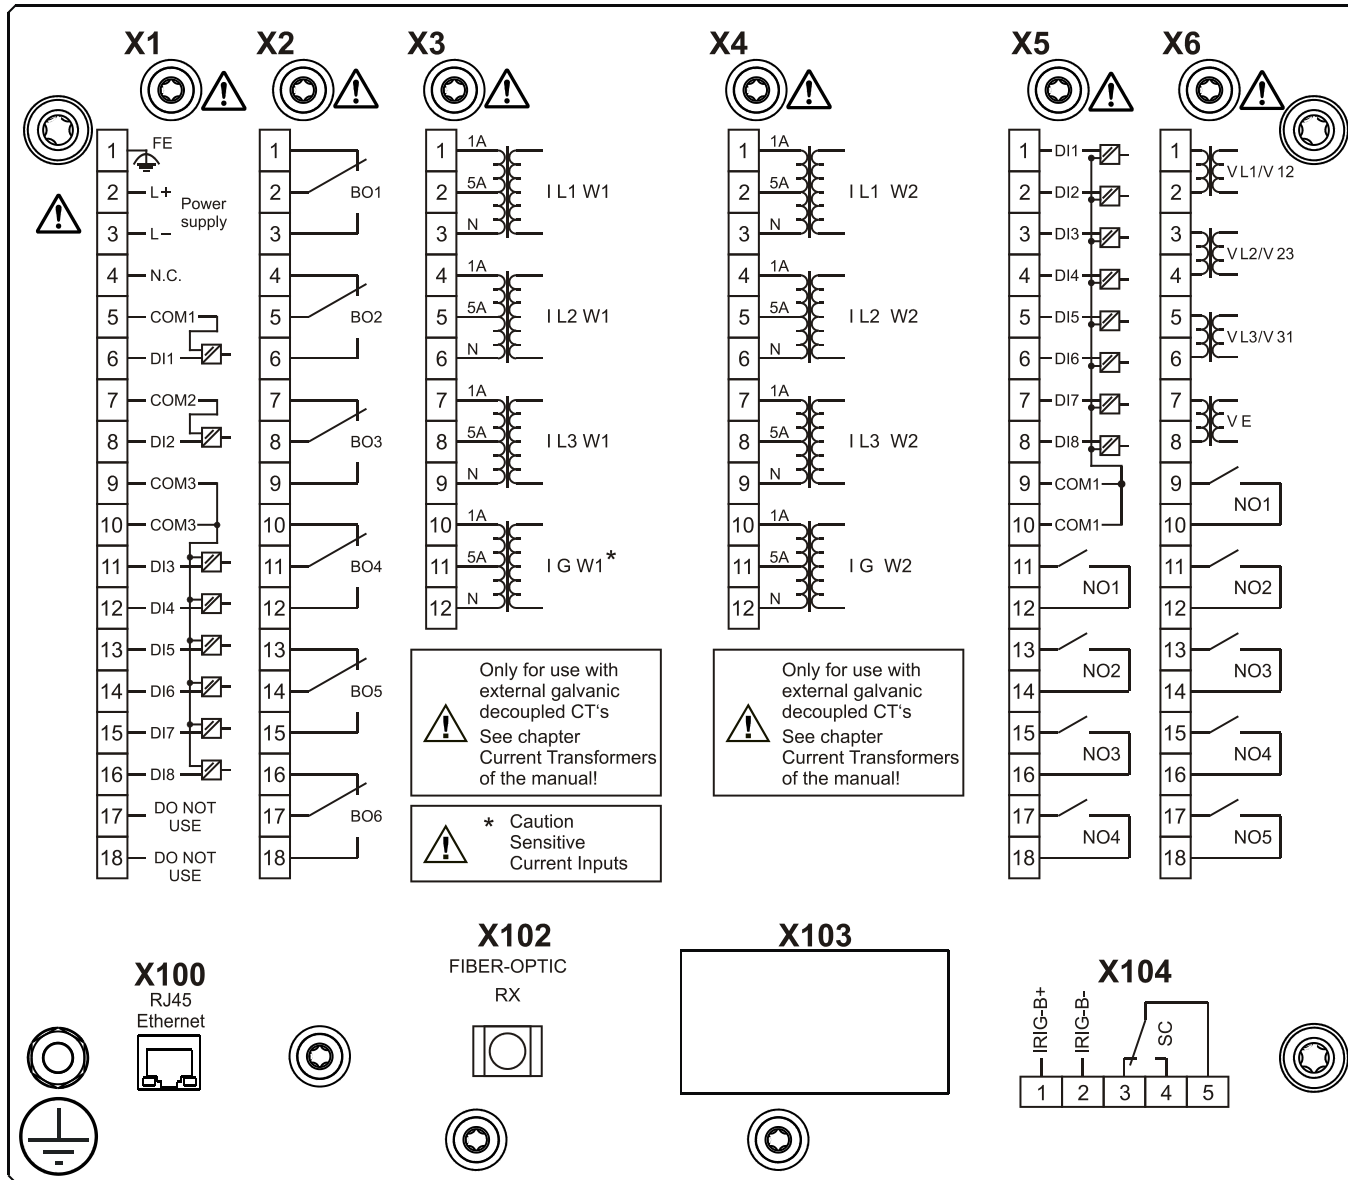 X1
X2
X3
X4
X5
X6
1 FE
2 L+
Power
supply
3 L–
4 N.C.
5 COM1
6 DI1
7 COM2
8 DI2
9 COM3
10 COM3
11 DI3
12 DI4
13 DI5
14 DI6
15 DI7
16 DI8
17 DO NOT
USE
18 DO NOT
USE
1
2 BO1
3
4
5 BO2
6
7
8 BO3
9
10
11 BO4
12
13
14 BO5
15
16
17 BO6
18
1 1A
2 5A I L1 W1
3 N
4 1A
5 5A I L2 W1
6 N
7 1A
8 5A I L3 W1
9 N
10 1A
11 5A I G W1*
12 N
Only for use with
external galvanic
decoupled CT‘s
See chapter
Current Transformers
of the manual!
* Caution
Sensitive
Current Inputs
1 1A
2 5A I L1 W2
3 N
4 1A
5 5A I L2 W2
6 N
7 1A
8 5A I L3 W2
9 N
10 1A
11 5A I G W2
12 N
Only for use with
external galvanic
decoupled CT‘s
See chapter
Current Transformers
of the manual!
1 DI1
2 DI2
3 DI3
4 DI4
5 DI5
6 DI6
7 DI7
8 DI8
9 COM1
10 COM1
11
NO1
12
13
NO2
14
15
NO3
16
17
NO4
18
1
V L1/V 12
2
3
V L2/V 23
4
5
V L3/V 31
6
7
V E
8
9
NO1
10
11
NO2
12
13
NO3
14
15
NO4
16
17
NO5
18
X100
RJ45
Ethernet
X102
FIBER-OPTIC
RX
X103
X104
IRIG-B+
IRIG-B-
SC
1 2 3 4 5